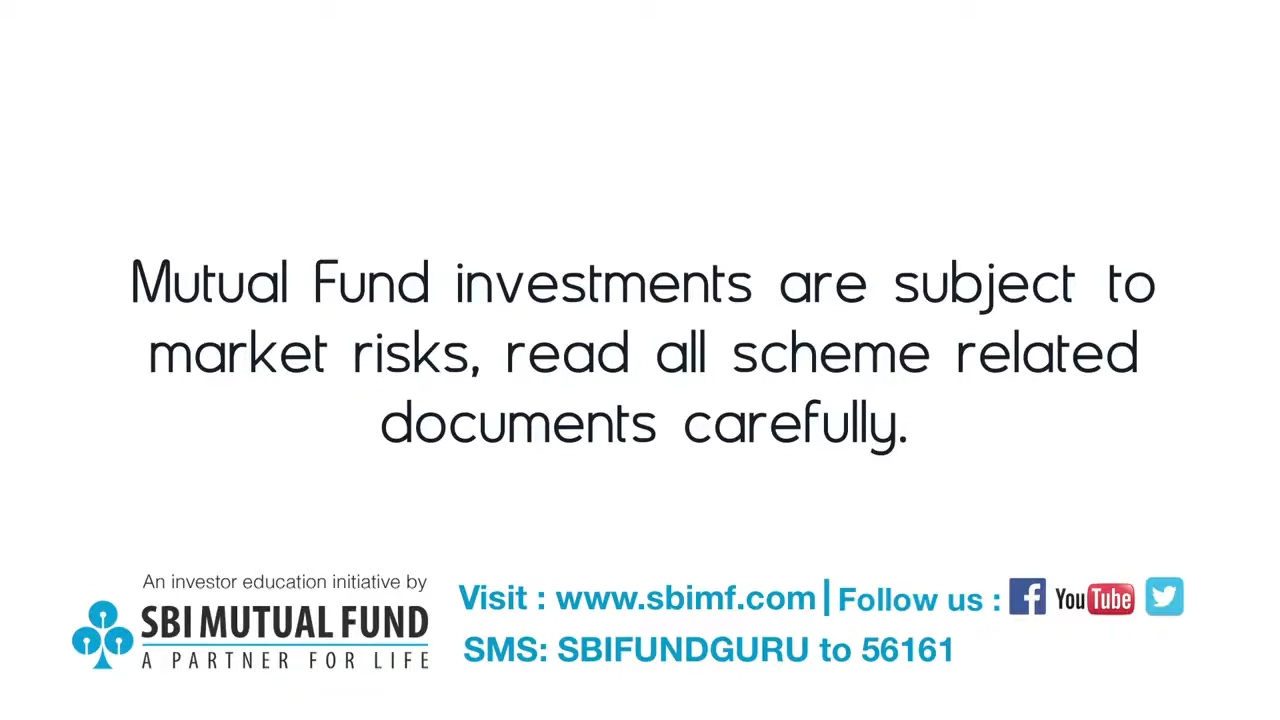 Mutual Fund investments are subject to
market risks, read all scheme related
documents carefully.
An investor education initiative by
SBI MUTUAL FUND
A PARTNER FOR LIFE
Visit : www.sbimf.com | Follow us : f YouTube
SMS: SBIFUNDGURU to 56161